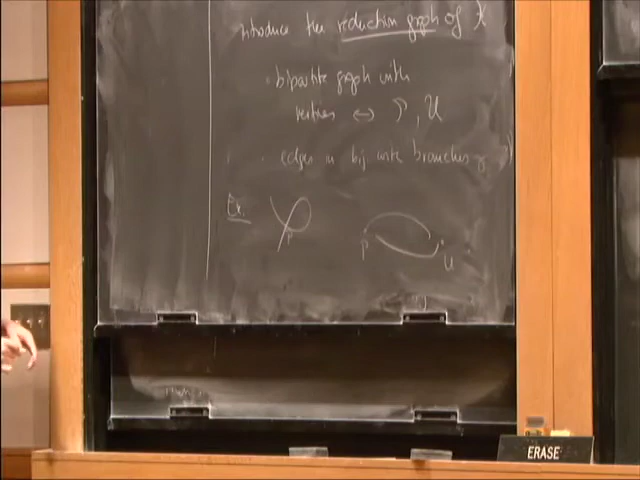 introduce the reduction graph of X
· bipartite graph with
vertices ↔ P, U
· edges in bij with branches
Ex.
P
P
U
ERASE